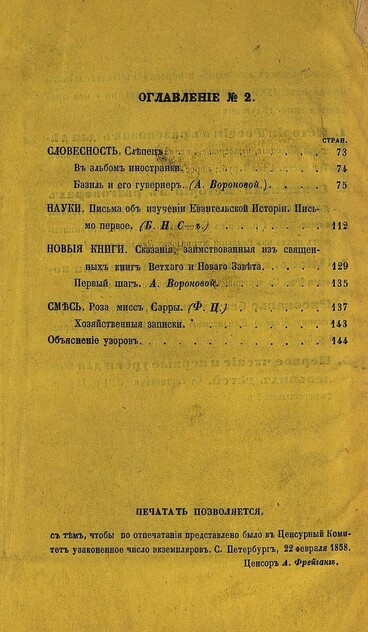 ОГЛАВЛЕНІЕ № 2.
СТРАН.
СЛОВЕСНОСТЬ. Слѣпецъ. 73
Въ альбомъ иностранки. 74
Базиль и его гувернеръ. (А. Вороновой.) 75
НАУКИ. Письма объ изученіи Евангельской Исторіи. Пись-
мо первое. (Б. Н. С—ъ.) 112
НОВЫЯ КНИГИ. Сказанія, заимствованныя изъ священ-
ныхъ книгъ Ветхаго и Новаго Завѣта. 129
Первый шагъ. А. Вороновой. 135
СМѢСЬ. Роза миссъ Сарры. (Ф. Ц.) 137
Хозяйственныя записки. 143
Объясненіе узоровъ. 144
ПЕЧАТАТЬ ПОЗВОЛЯЕТСЯ,
съ тѣмъ, чтобы по отпечатаніи представлено было въ Ценсурный Коми-
тетъ узаконенное число экземпляровъ. С. Петербургъ, 22 февраля 1858.
Ценсоръ А. Фрейгангъ.